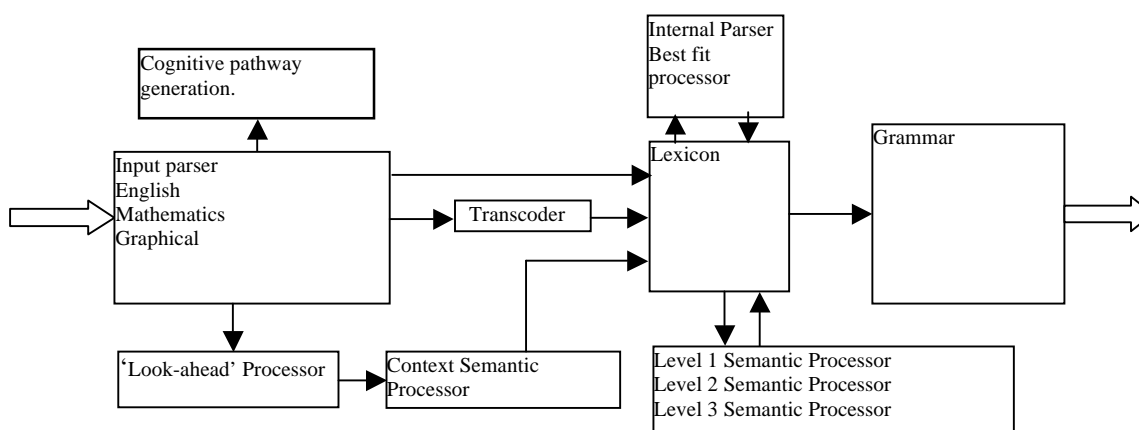 Cognitive pathway
generation.
Internal Parser
Best fit
processor
Input parser
English
Mathematics
Graphical
Transcoder
Lexicon
Grammar
‘Look-ahead’ Processor
Context Semantic
Processor
Level 1 Semantic Processor
Level 2 Semantic Processor
Level 3 Semantic Processor